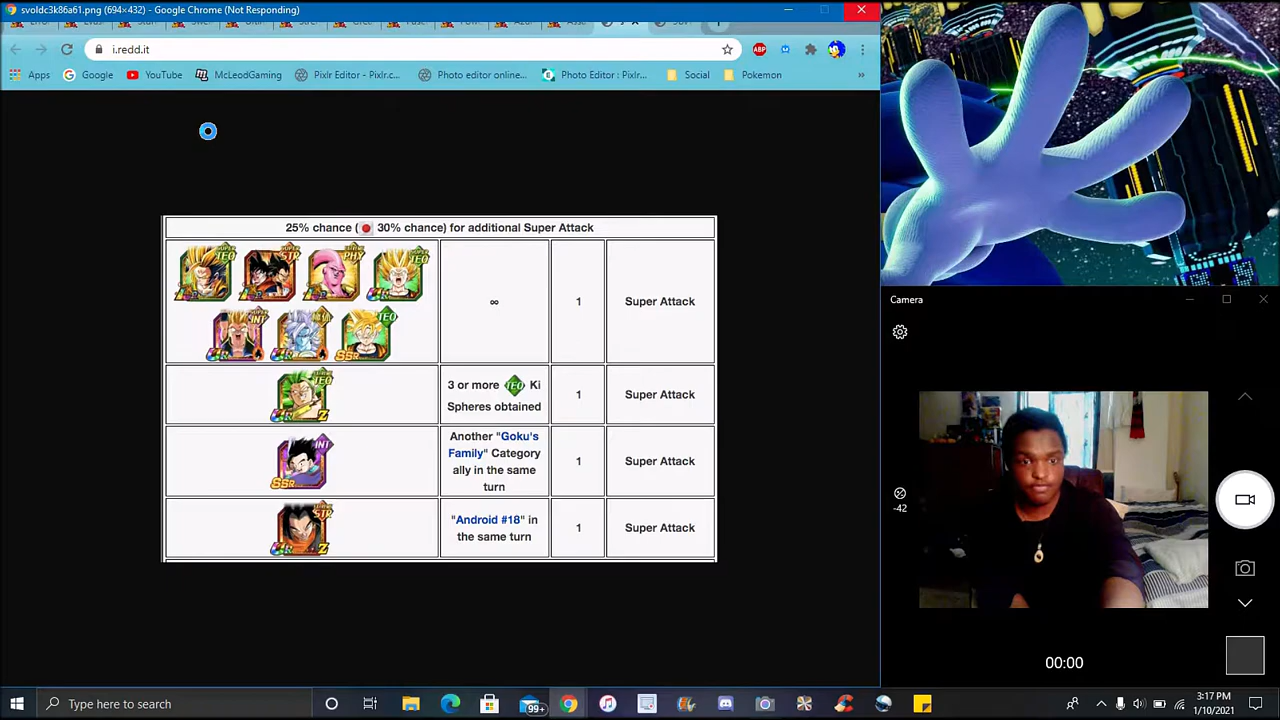 svoldc3k86a61.png (694×432) - Google Chrome (Not Responding)
i.redd.it
Apps Google YouTube McLeodGaming Pixlr Editor - Pixlr.c... Photo editor online... Photo Editor : Pixlr... Social Pokemon »
25% chance ( 30% chance) for additional Super Attack
∞ 1 Super Attack
3 or more TEQ Ki
Spheres obtained
1 Super Attack
Another "Goku's
Family" Category
ally in the same
turn
1 Super Attack
"Android #18" in
the same turn
1 Super Attack
Camera
-42
00:00
Type here to search
99+
3:17 PM
1/10/2021